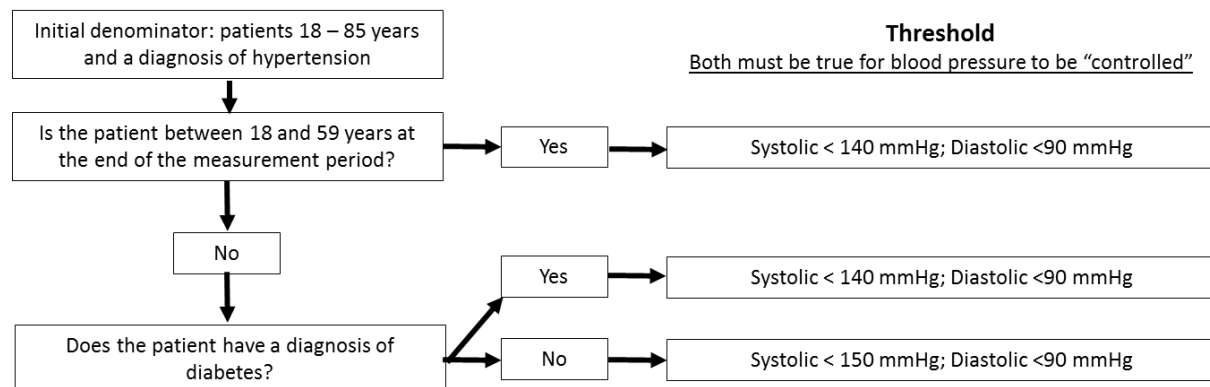 Initial denominator: patients 18 – 85 years
and a diagnosis of hypertension
Threshold
Both must be true for blood pressure to be “controlled”
Is the patient between 18 and 59 years at
the end of the measurement period?
Yes
Systolic < 140 mmHg; Diastolic <90 mmHg
No
Yes
Systolic < 140 mmHg; Diastolic <90 mmHg
Does the patient have a diagnosis of
diabetes?
No
Systolic < 150 mmHg; Diastolic <90 mmHg